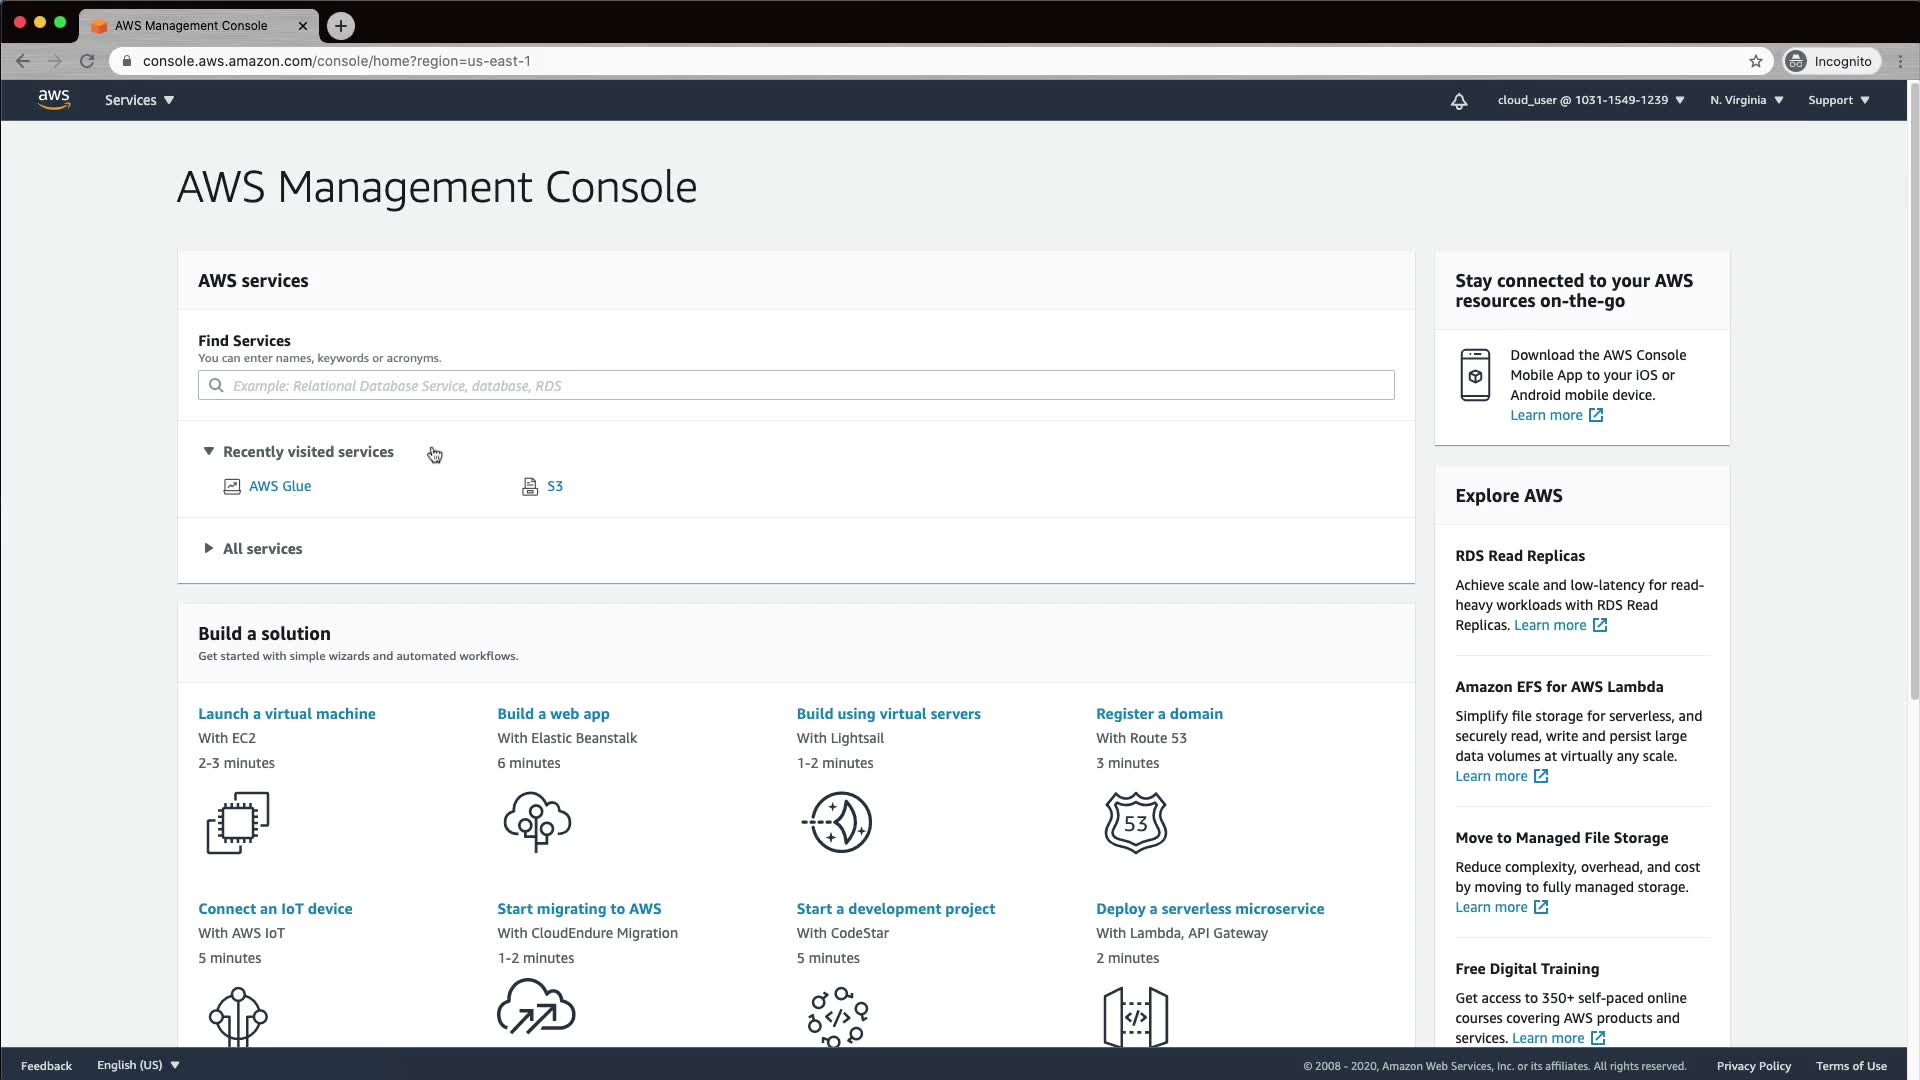 AWS Management Console
console.aws.amazon.com/console/home?region=us-east-1
Incognito
aws
Services
cloud_user @ 1031-1549-1239
N. Virginia
Support
AWS Management Console
AWS services
Find Services
You can enter names, keywords or acronyms.
Example: Relational Database Service, database, RDS
Recently visited services
AWS Glue
S3
All services
Build a solution
Get started with simple wizards and automated workflows.
Launch a virtual machine
With EC2
2-3 minutes
Build a web app
With Elastic Beanstalk
6 minutes
Build using virtual servers
With Lightsail
1-2 minutes
Register a domain
With Route 53
3 minutes
53
Connect an IoT device
With AWS IoT
5 minutes
Start migrating to AWS
With CloudEndure Migration
1-2 minutes
Start a development project
With CodeStar
5 minutes
</>
Deploy a serverless microservice
With Lambda, API Gateway
2 minutes
</>
Stay connected to your AWS
resources on-the-go
Download the AWS Console
Mobile App to your iOS or
Android mobile device.
Learn more
Explore AWS
RDS Read Replicas
Achieve scale and low-latency for read-
heavy workloads with RDS Read
Replicas. Learn more
Amazon EFS for AWS Lambda
Simplify file storage for serverless, and
securely read, write and persist large
data volumes at virtually any scale.
Learn more
Move to Managed File Storage
Reduce complexity, overhead, and cost
by moving to fully managed storage.
Learn more
Free Digital Training
Get access to 350+ self-paced online
courses covering AWS products and
services. Learn more
Feedback
English (US)
© 2008 - 2020, Amazon Web Services, Inc. or its affiliates. All rights reserved.
Privacy Policy
Terms of Use